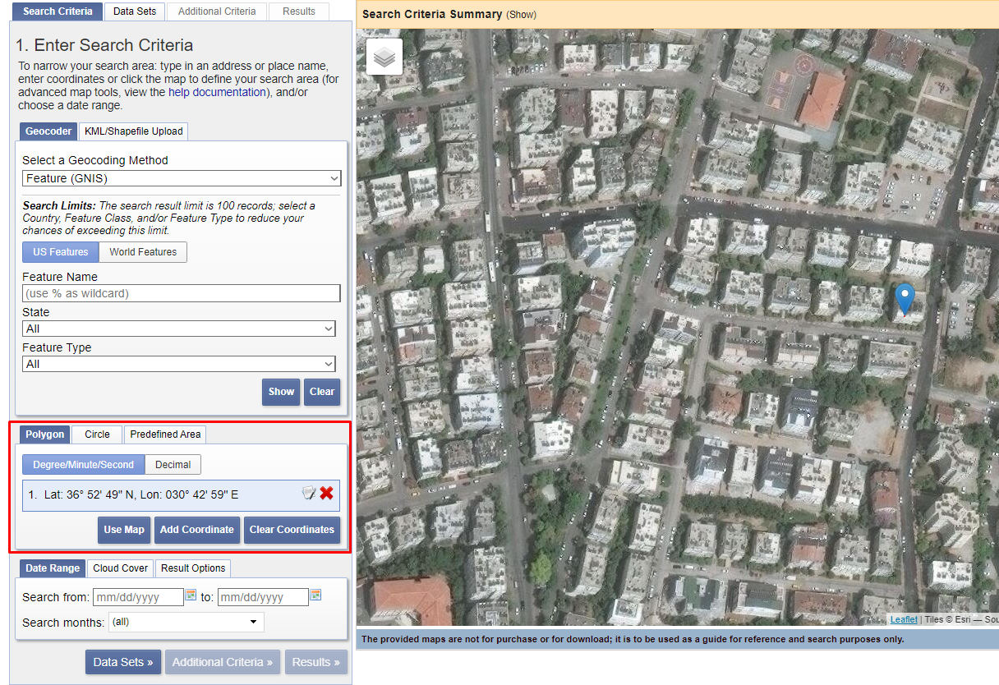 Search Criteria
Data Sets
Additional Criteria
Results
1. Enter Search Criteria
To narrow your search area: type in an address or place name,
enter coordinates or click the map to define your search area (for
advanced map tools, view the help documentation), and/or
choose a date range.
Geocoder
KML/Shapefile Upload
Select a Geocoding Method
Feature (GNIS)
Search Limits: The search result limit is 100 records; select a
Country, Feature Class, and/or Feature Type to reduce your
chances of exceeding this limit.
US Features
World Features
Feature Name
(use % as wildcard)
State
All
Feature Type
All
Show
Clear
Polygon
Circle
Predefined Area
Degree/Minute/Second
Decimal
1. Lat: 36° 52' 49" N, Lon: 030° 42' 59" E
Use Map
Add Coordinate
Clear Coordinates
Date Range
Cloud Cover
Result Options
Search from: mm/dd/yyyy to: mm/dd/yyyy
Search months: (all)
Data Sets »
Additional Criteria »
Results »
Search Criteria Summary (Show)
Leaflet | Tiles © Esri — Sou
The provided maps are not for purchase or for download; it is to be used as a guide for reference and search purposes only.